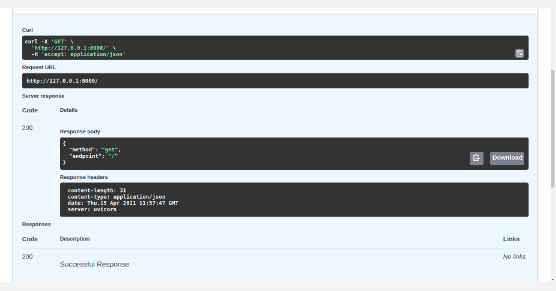 Curl
curl -X 'GET' \
'http://127.0.0.1:8000/' \
-H 'accept: application/json'
Request URL
http://127.0.0.1:8000/
Server response
Code Details
200
Response body
{
"method": "get",
"endpoint": "/"
}
Download
Response headers
content-length: 31
content-type: application/json
date: Thu,15 Apr 2021 11:57:47 GMT
server: uvicorn
Responses
Code Description Links
200 Successful Response No links